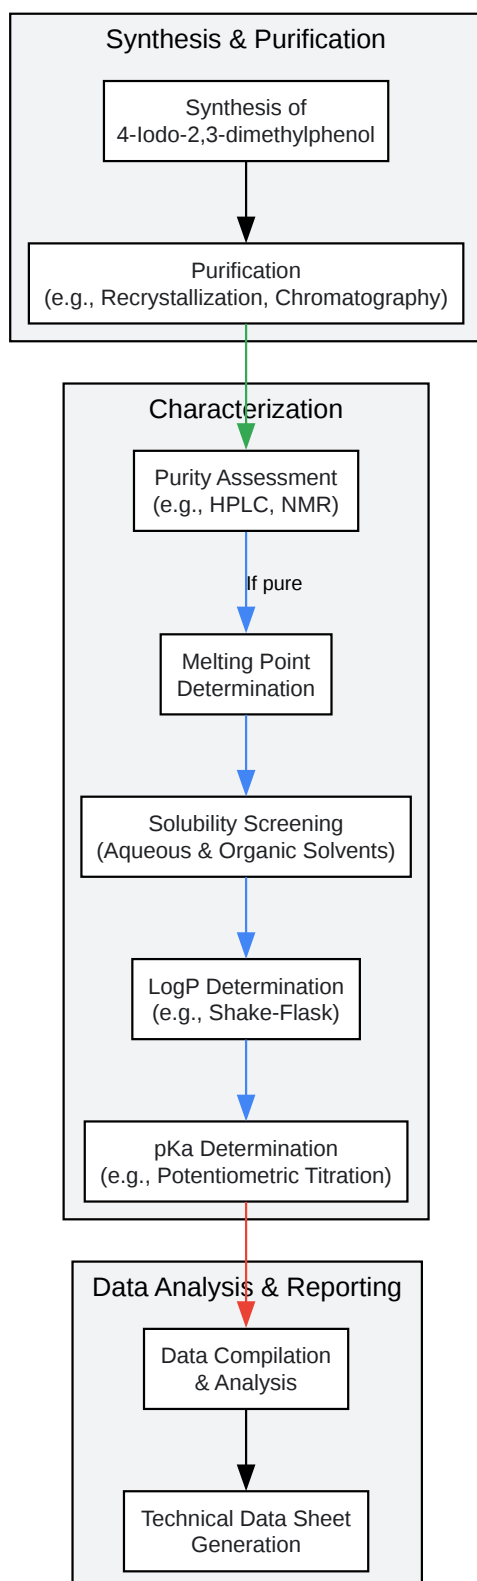 Synthesis & Purification
Synthesis of
4-Iodo-2,3-dimethylphenol
Purification
(e.g., Recrystallization, Chromatography)
Characterization
Purity Assessment
(e.g., HPLC, NMR)
If pure
Melting Point
Determination
Solubility Screening
(Aqueous & Organic Solvents)
LogP Determination
(e.g., Shake-Flask)
pKa Determination
(e.g., Potentiometric Titration)
Data Analysis & Reporting
Data Compilation
& Analysis
Technical Data Sheet
Generation